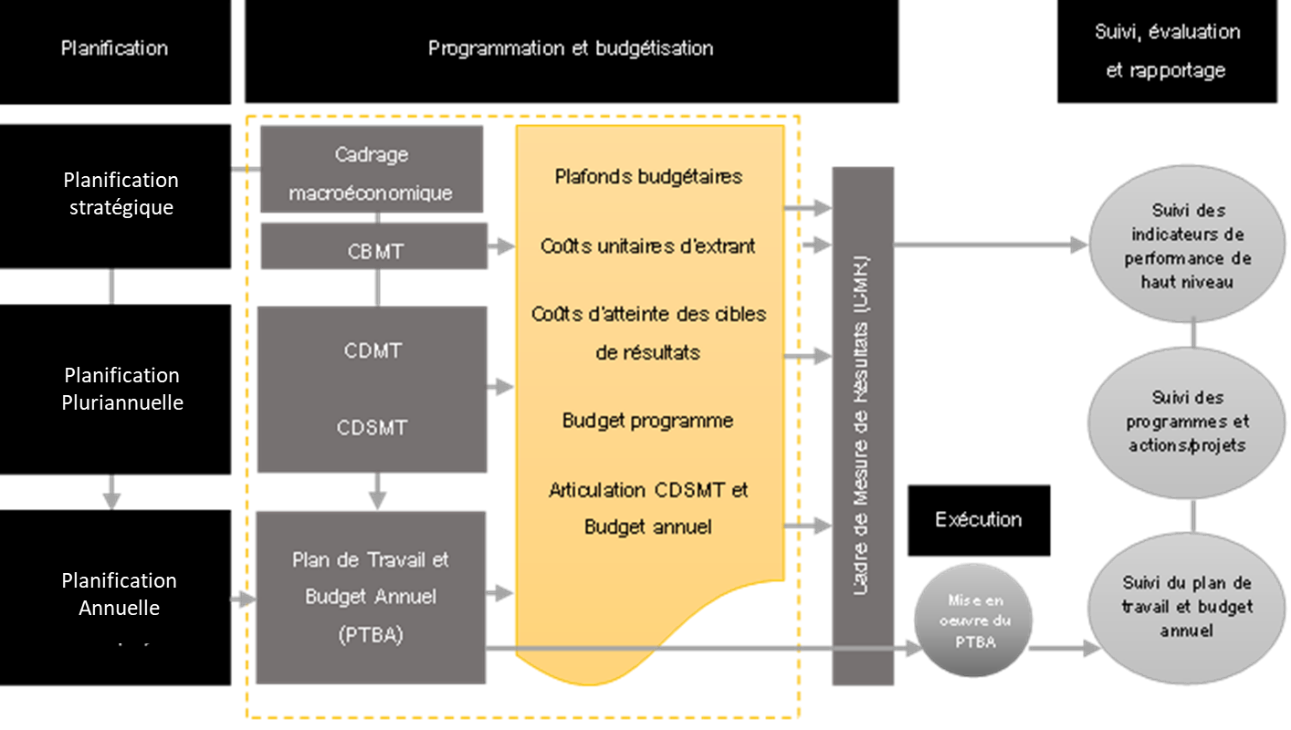 Planification
Programmation et budgétisation
Suivi, évaluation
et rapportage
Planification
stratégique
Planification
Pluriannuelle
Planification
Annuelle
Cadrage
macroéconomique
CBMT
CDMT
CDSMT
Plan de Travail et
Budget Annuel
(PTBA)
Plafonds budgétaires
Coûts unitaires d'extrant
Coûts d'atteinte des cibles
de résultats
Budget programme
Articulation CDSMT et
Budget annuel
Cadre de Mesure de Résultats (CMR)
Exécution
Mise en
oeuvre du
PTBA
Suivi des
indicateurs de
performance de
haut niveau
Suivi des
programmes et
actions/projets
Suivi du plan de
travail et budget
annuel